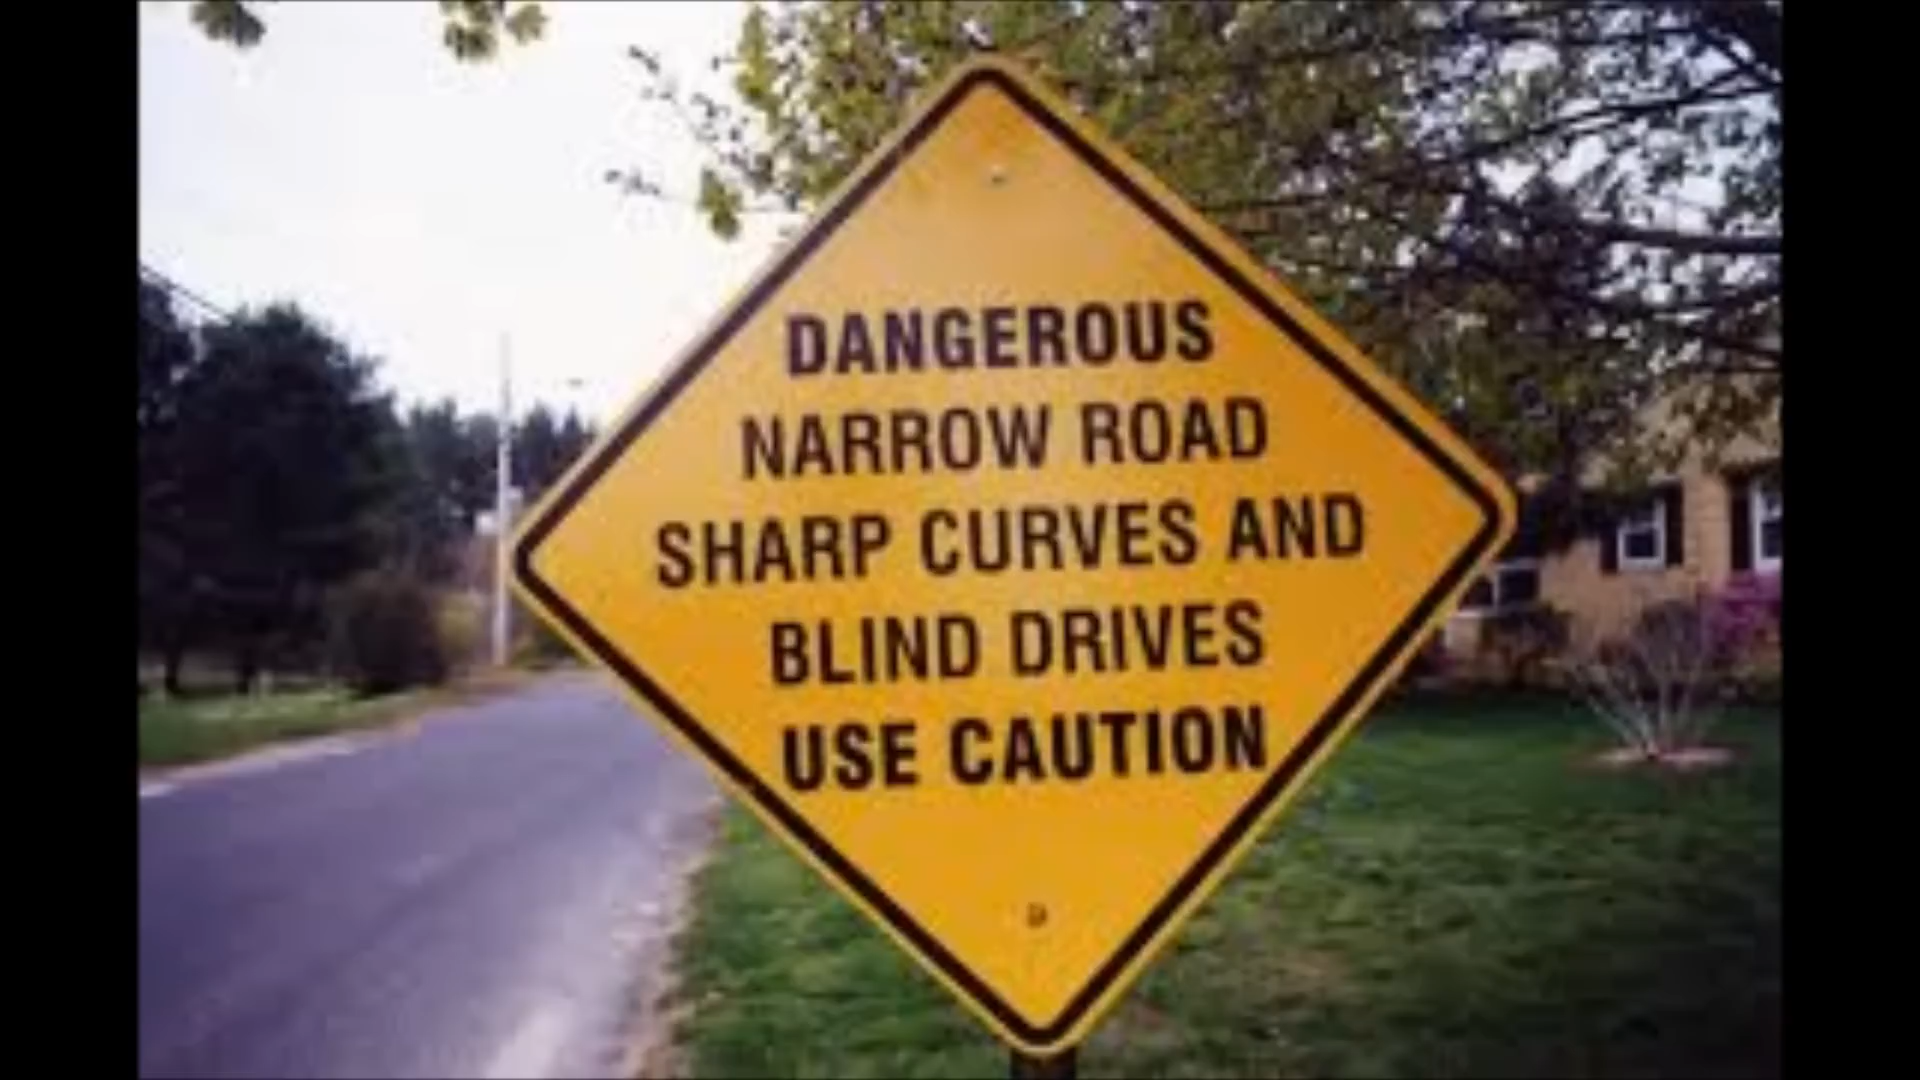 DANGEROUS
NARROW ROAD
SHARP CURVES AND
BLIND DRIVES
USE CAUTION